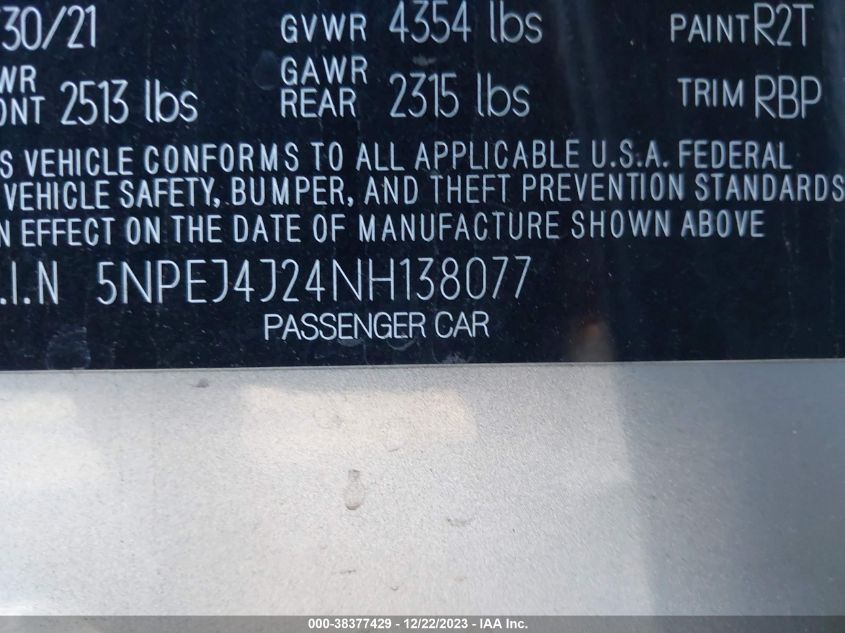 30/21 GVWR 4354 lbs PAINT R2T
WR GAWR
ONT 2513 lbs REAR 2315 lbs TRIM RBP
S VEHICLE CONFORMS TO ALL APPLICABLE U.S.A. FEDERAL
VEHICLE SAFETY, BUMPER, AND THEFT PREVENTION STANDARDS
N EFFECT ON THE DATE OF MANUFACTURE SHOWN ABOVE
.I.N 5NPEJ4J24NH138077
PASSENGER CAR
000-38377429 - 12/22/2023 - IAA Inc.